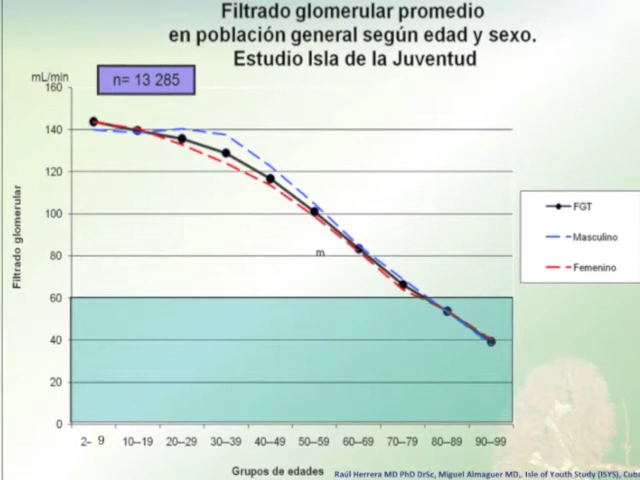 Filtrado glomerular promedio
en población general según edad y sexo.
Estudio Isla de la Juventud
mL/min
n= 13 285
160
140
120
100
80
60
40
20
0
Filtrado glomerular
m
FGT
Masculino
Femenino
2– 9 10–19 20–29 30–39 40–49 50–59 60–69 70–79 80–89 90–99
Grupos de edades
Raúl Herrera MD PhD DrSc, Miguel Almaguer MD,. Isle of Youth Study (ISYS), Cuba